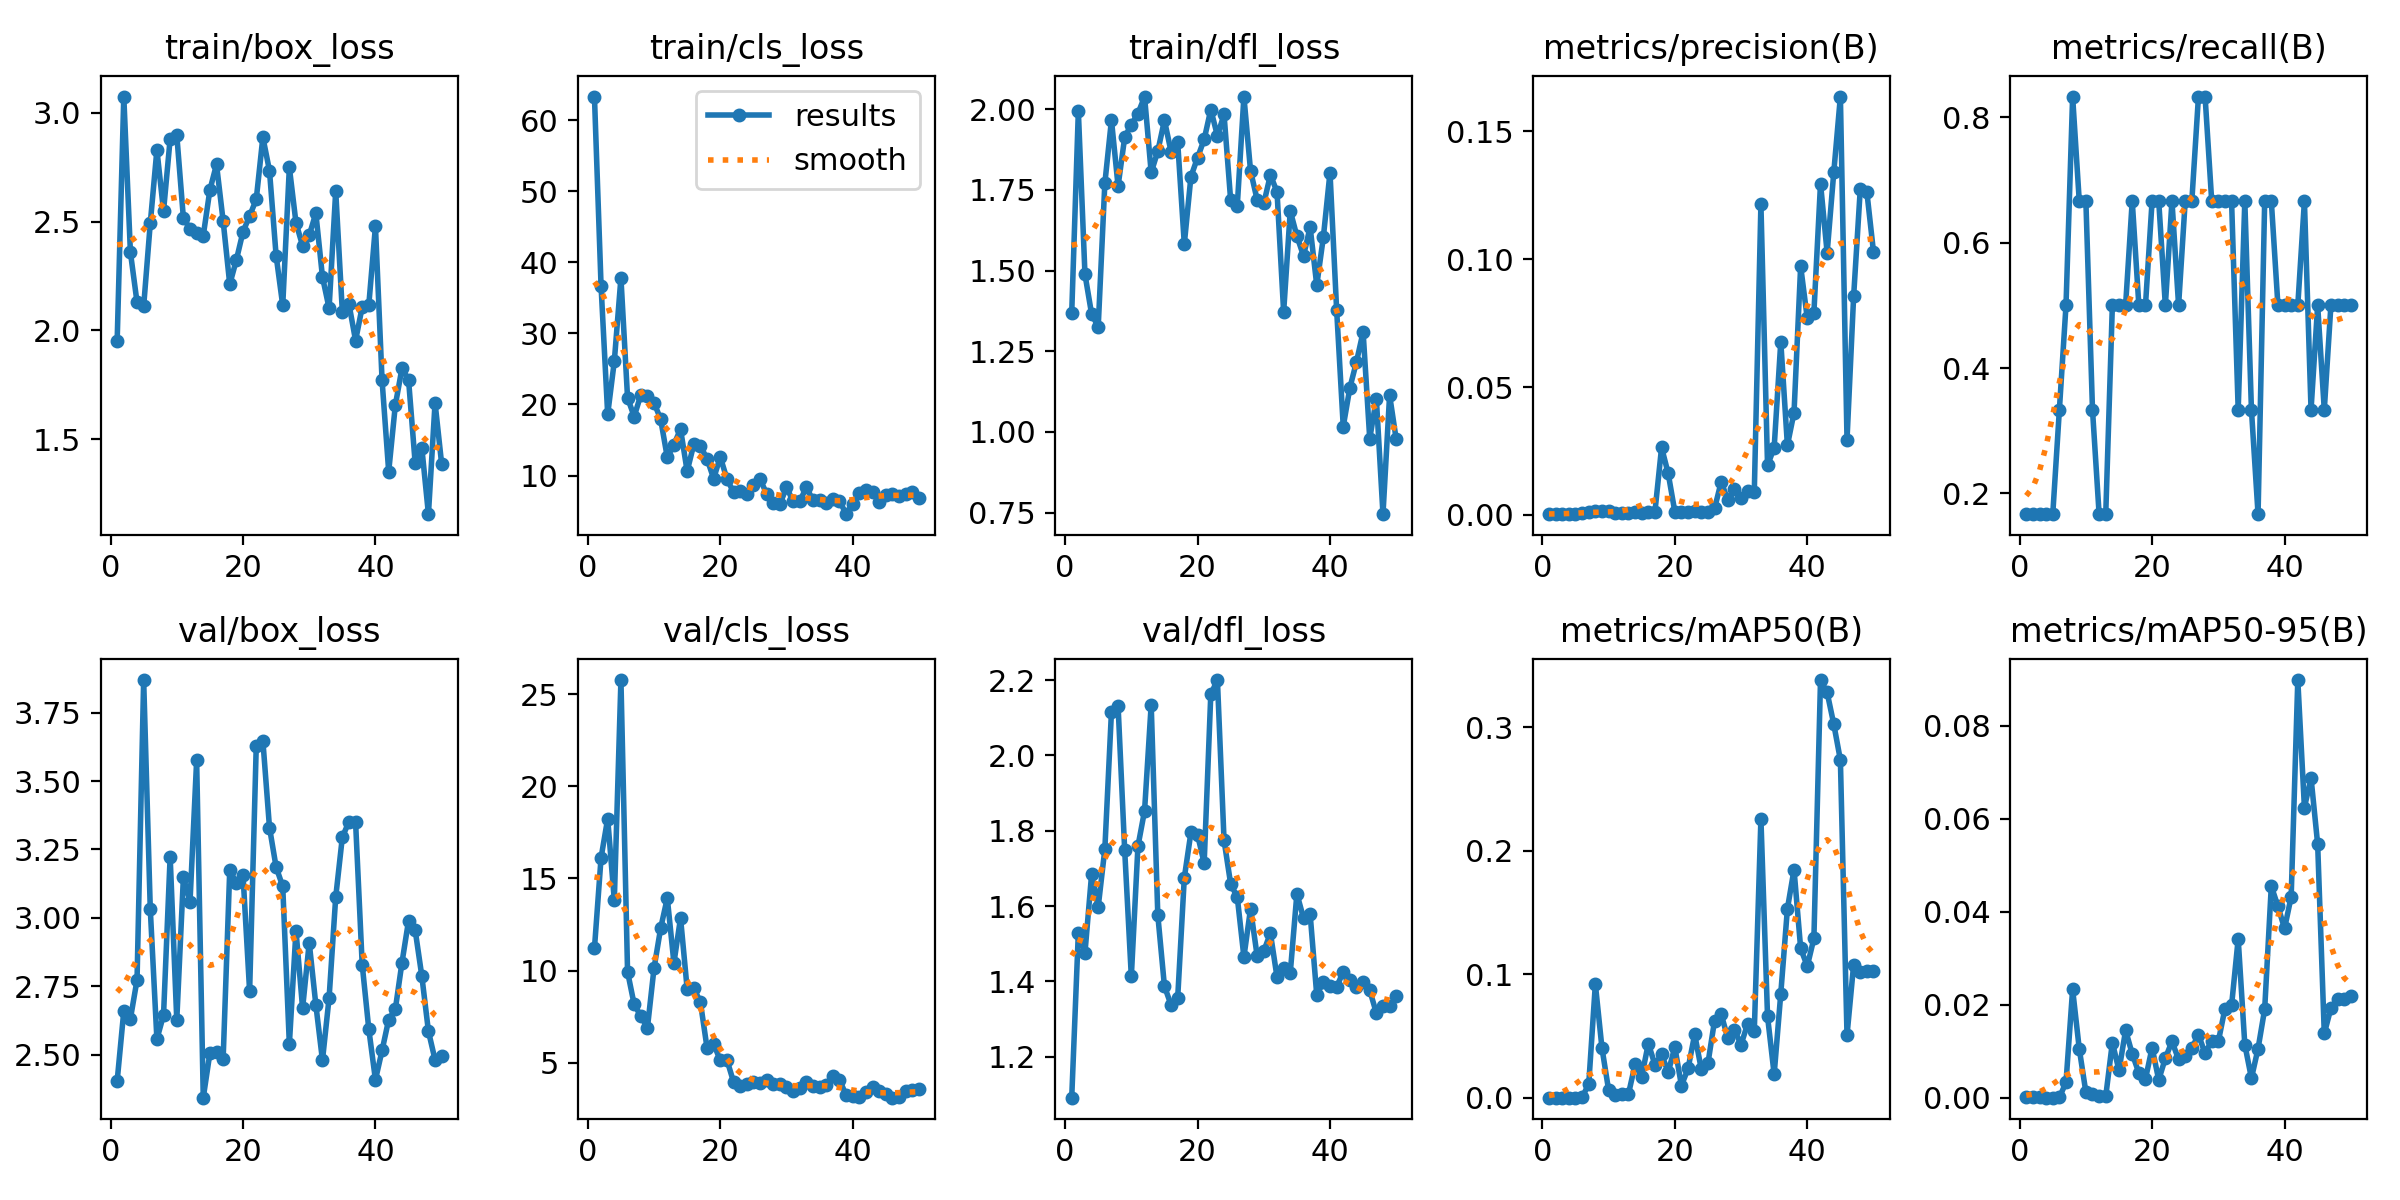 train/box_loss
train/cls_loss
train/dfl_loss
metrics/precision(B)
metrics/recall(B)
3.0
2.5
2.0
1.5
0 20 40
60
50
40
30
20
10
results
smooth
0 20 40
2.00
1.75
1.50
1.25
1.00
0.75
0 20 40
0.15
0.10
0.05
0.00
0 20 40
0.8
0.6
0.4
0.2
0 20 40
val/box_loss
val/cls_loss
val/dfl_loss
metrics/mAP50(B)
metrics/mAP50-95(B)
3.75
3.50
3.25
3.00
2.75
2.50
0 20 40
25
20
15
10
5
0 20 40
2.2
2.0
1.8
1.6
1.4
1.2
0 20 40
0.3
0.2
0.1
0.0
0 20 40
0.08
0.06
0.04
0.02
0.00
0 20 40